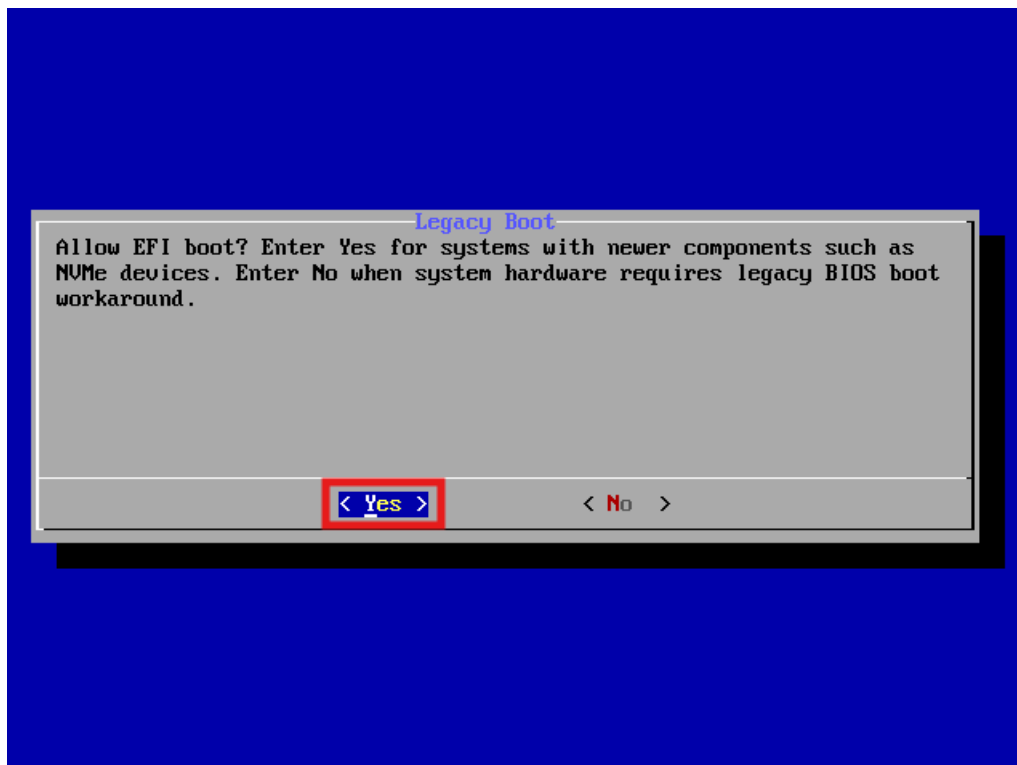 Legacy Boot
Allow EFI boot? Enter Yes for systems with newer components such as
NVMe devices. Enter No when system hardware requires legacy BIOS boot
workaround.
< Yes > < No >